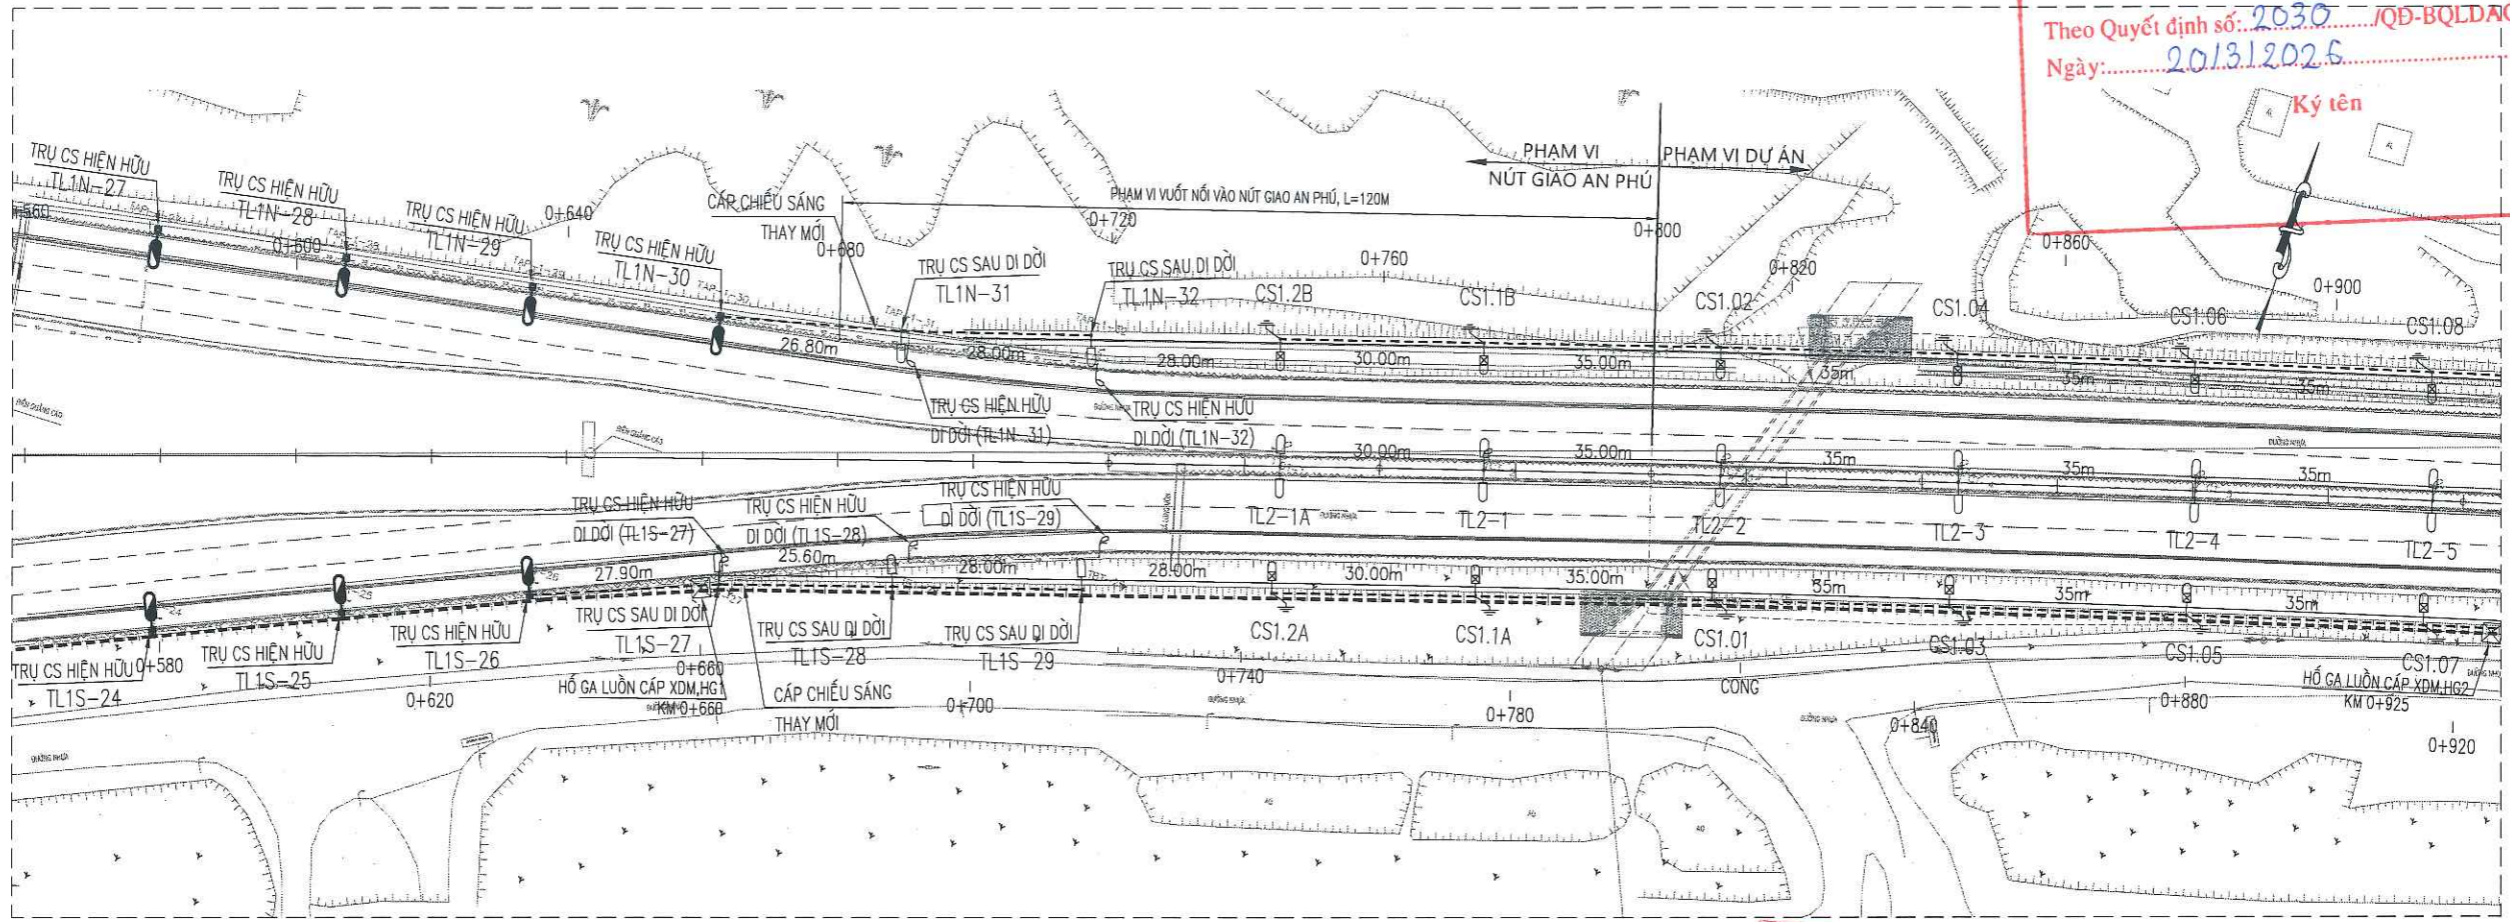 Theo Quyết định số: 2030 /QĐ-BQLDAG
Ngày: 20/3/2026
Ký tên
TRỤ CS HIỆN HỮU
TL1N-27
TRỤ CS HIỆN HỮU
TL1N-28
TRỤ CS HIỆN HỮU
TL1N-29
TRỤ CS HIỆN HỮU
TL1N-30
0+560
0+600
0+640
CÁP CHIẾU SÁNG
THAY MỚI
0+680
PHẠM VI VUỐT NỐI VÀO NÚT GIAO AN PHÚ, L=120M
0+720
PHẠM VI
NÚT GIAO AN PHÚ
PHẠM VI DỰ ÁN
0+800
0+760
0+820
0+860
0+900
TRỤ CS SAU DI DỜI
TL1N-31
TRỤ CS SAU DI DỜI
TL1N-32
CS1.2B
CS1.1B
CS1.02
CS1.04
CS1.06
CS1.08
26.80m
28.00m
28.00m
30.00m
35.00m
35m
35m
35m
TRỤ CS HIỆN HỮU
DI DỜI (TL1N-31)
TRỤ CS HIỆN HỮU
DI DỜI (TL1N-32)
30.00m
35.00m
35m
35m
35m
ĐƯỜNG NHỰA
TL2-1A
TL2-1
TL2-2
TL2-3
TL2-4
TL2-5
TRỤ CS HIỆN HỮU
DI DỜI (TL1S-27)
TRỤ CS HIỆN HỮU
DI DỜI (TL1S-28)
TRỤ CS HIỆN HỮU
DI DỜI (TL1S-29)
27.90m
25.60m
28.00m
28.00m
30.00m
35.00m
35m
35m
35m
TRỤ CS HIỆN HỮU
TL1S-24
0+580
TRỤ CS HIỆN HỮU
TL1S-25
TRỤ CS HIỆN HỮU
TL1S-26
TRỤ CS SAU DI DỜI
TL1S-27
TRỤ CS SAU DI DỜI
TL1S-28
TRỤ CS SAU DI DỜI
TL1S-29
CS1.2A
CS1.1A
CS1.01
CS1.03
CS1.05
CS1.07
0+620
0+660
HỐ GA LUỒN CÁP XDM,HG1
KM 0+660
CÁP CHIẾU SÁNG
THAY MỚI
0+700
0+740
0+780
CỐNG
0+840
0+880
HỐ GA LUỒN CÁP XDM,HG2
KM 0+925
0+920
ĐƯỜNG NHỰA
AO